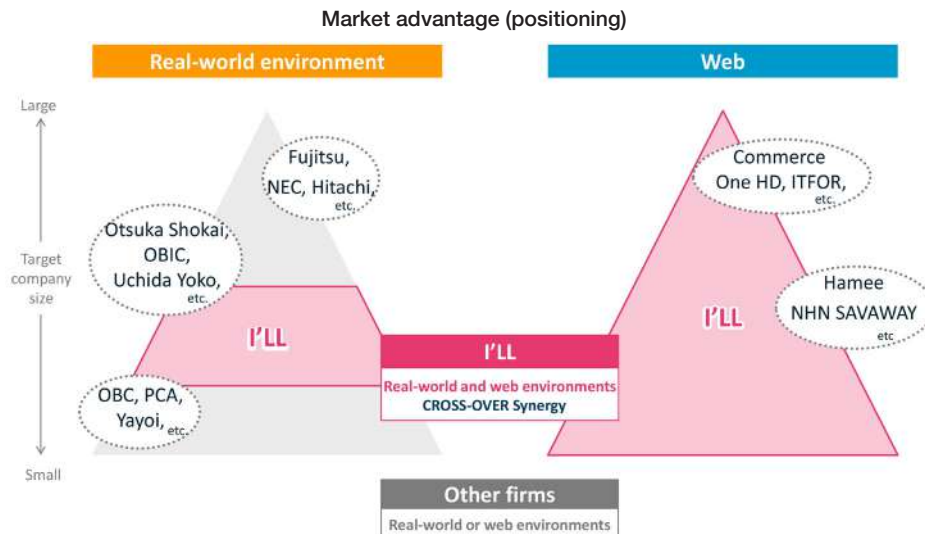 Market advantage (positioning)
Real-world environment
Web
Large
Target
company
size
Small
Fujitsu,
NEC, Hitachi,
etc.
Otsuka Shokai,
OBIC,
Uchida Yoko,
etc.
I'LL
OBC, PCA,
Yayoi,
etc.
I'LL
Real-world and web environments
CROSS-OVER Synergy
Commerce
One HD, ITFOR,
etc.
Hamee
NHN SAVAWAY
etc
I'LL
Other firms
Real-world or web environments